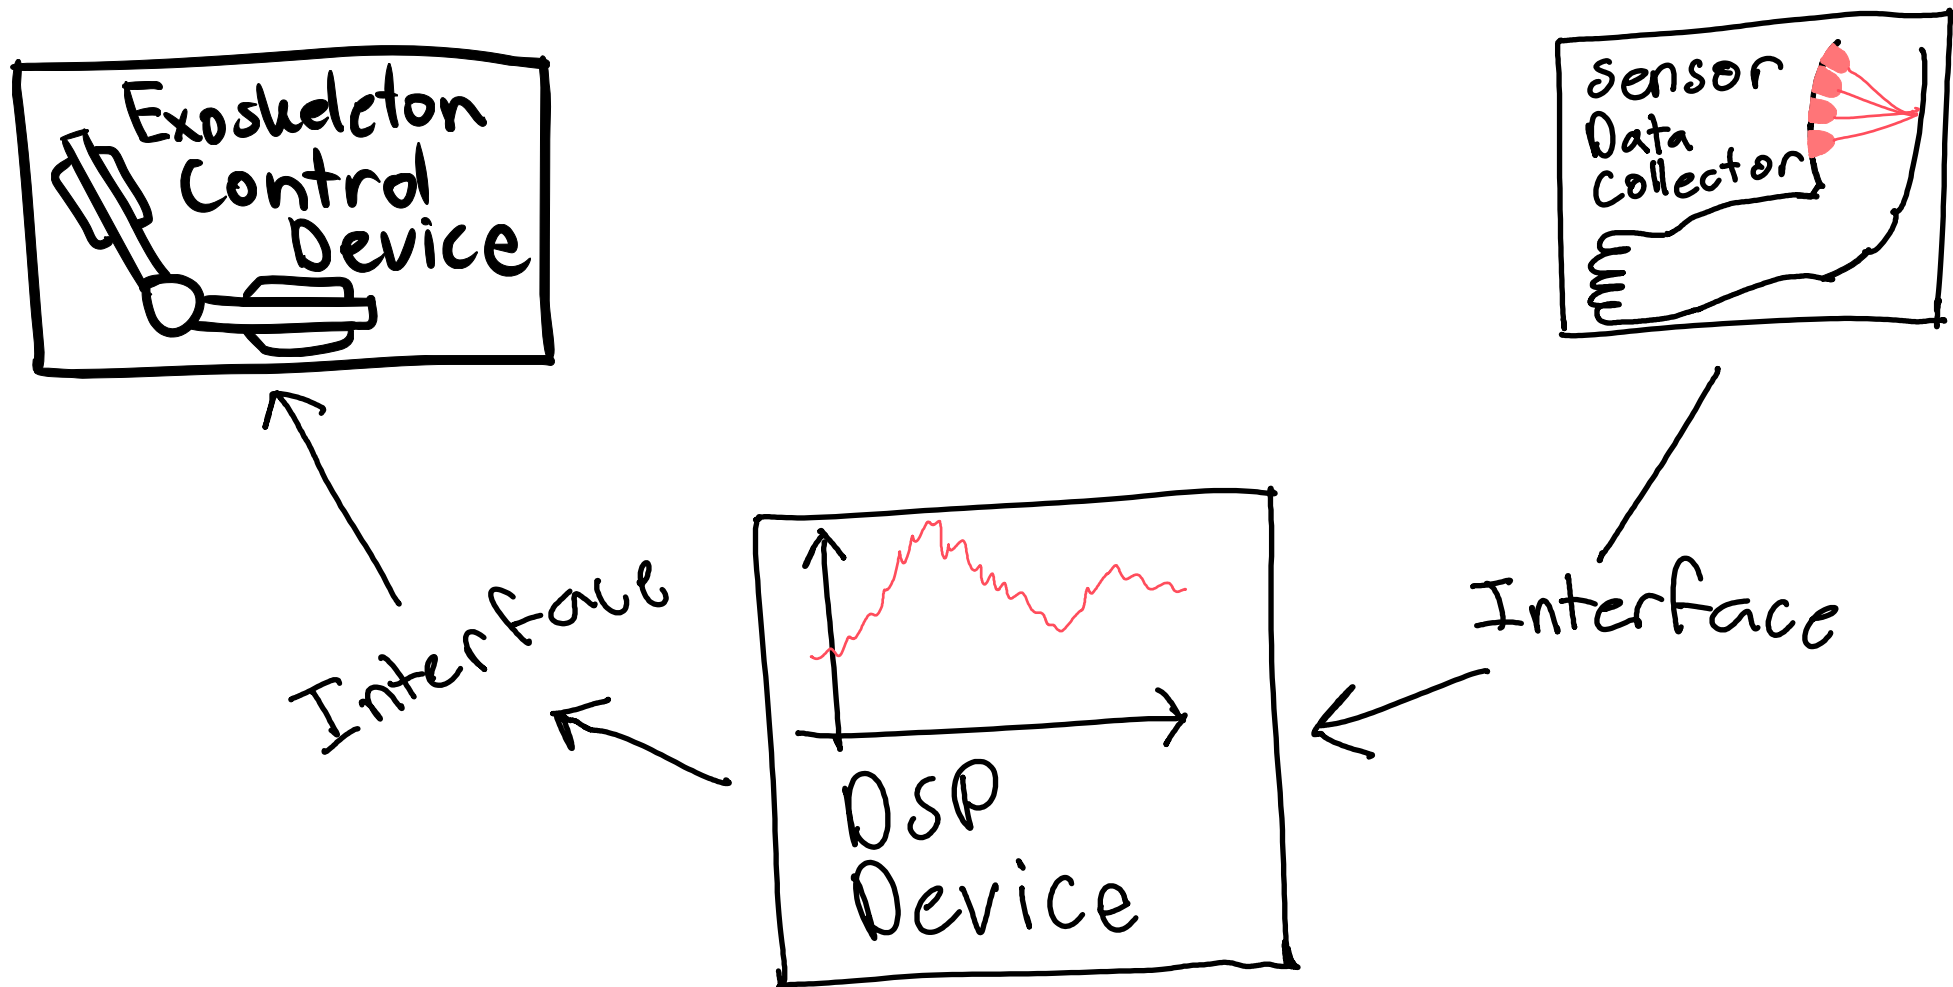 Exoskeleton
Control
Device
Sensor
Data
Collector
Interface
Interface
DSP
Device